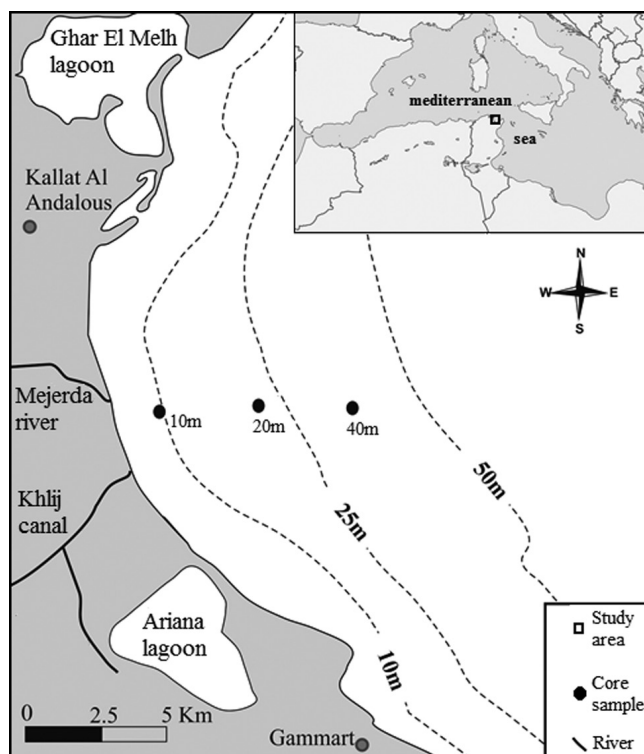 Ghar El Melh
lagoon
mediterranean
sea
Kallat Al
Andalous
N
W E
S
Mejerda
river
10m
20m
40m
Khlij
canal
50m
25m
10m
Ariana
lagoon
Study
area
Core
sample
River
0 2.5 5 Km
Gammart